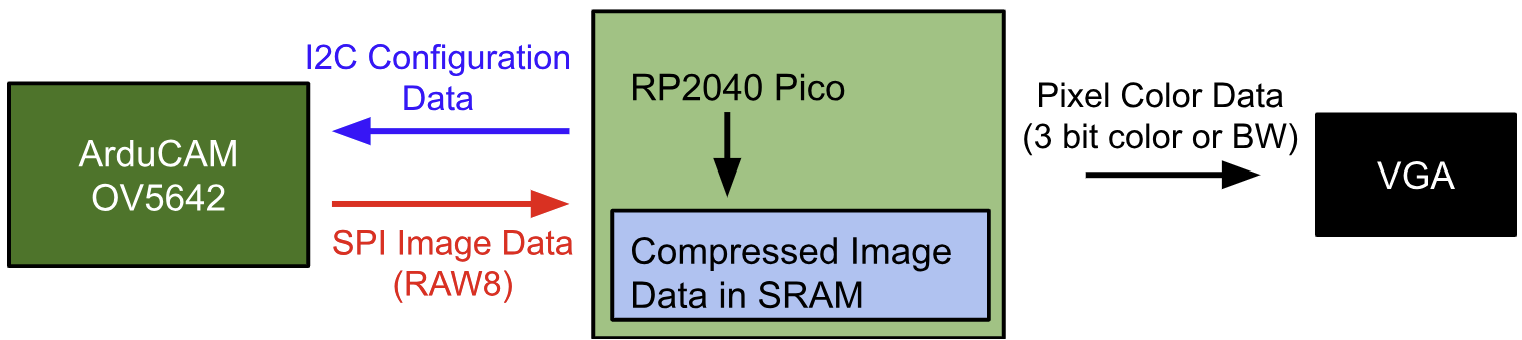 ArduCAM
OV5642
I2C Configuration
Data
SPI Image Data
(RAW8)
RP2040 Pico
Compressed Image
Data in SRAM
Pixel Color Data
(3 bit color or BW)
VGA